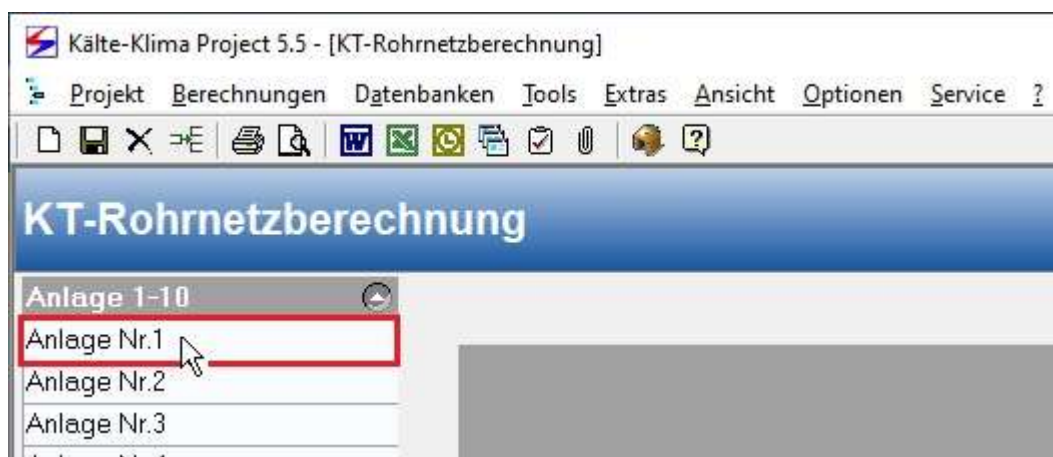 Kälte-Klima Project 5.5 - [KT-Rohrnetzberechnung]
Projekt Berechnungen Datenbanken Tools Extras Ansicht Optionen Service ?
KT-Rohrnetzberechnung
Anlage 1-10
Anlage Nr.1
Anlage Nr.2
Anlage Nr.3